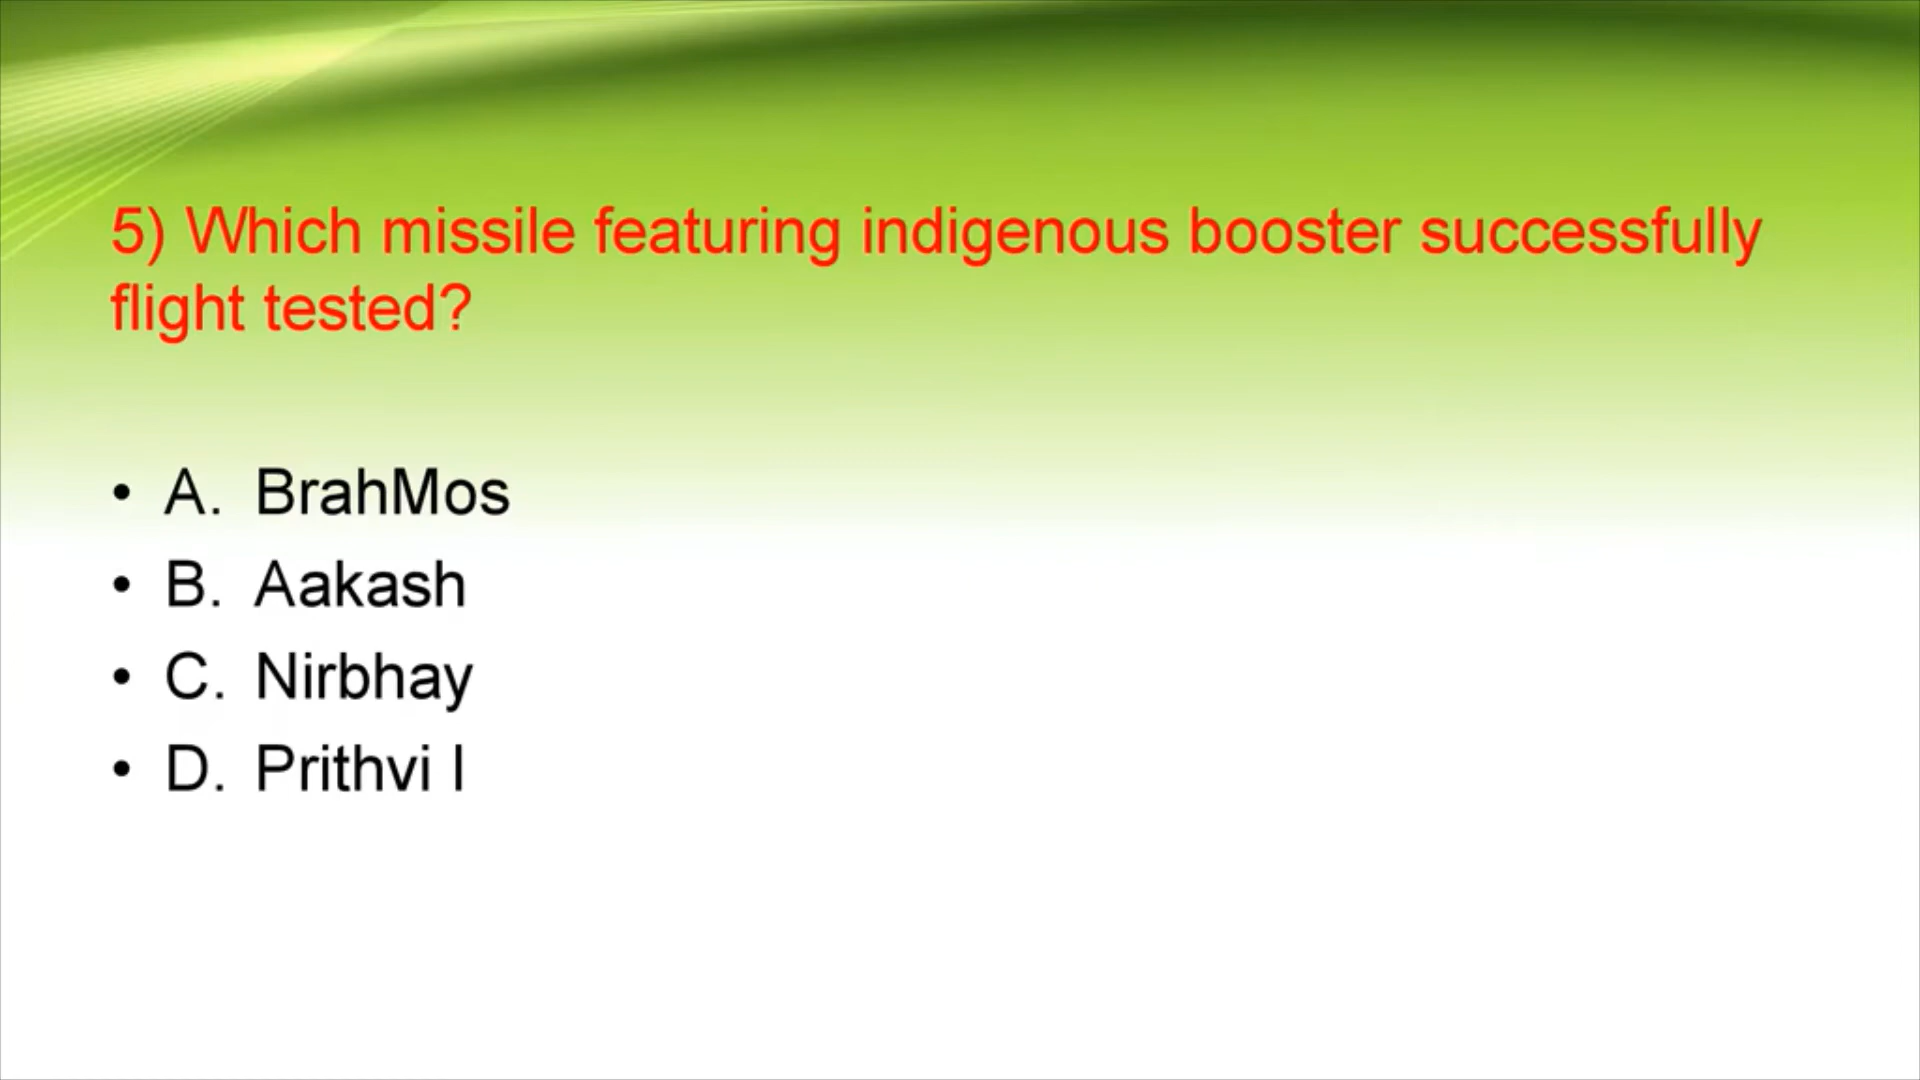 5) Which missile featuring indigenous booster successfully
flight tested?
• A. BrahMos
• B. Aakash
• C. Nirbhay
• D. Prithvi I